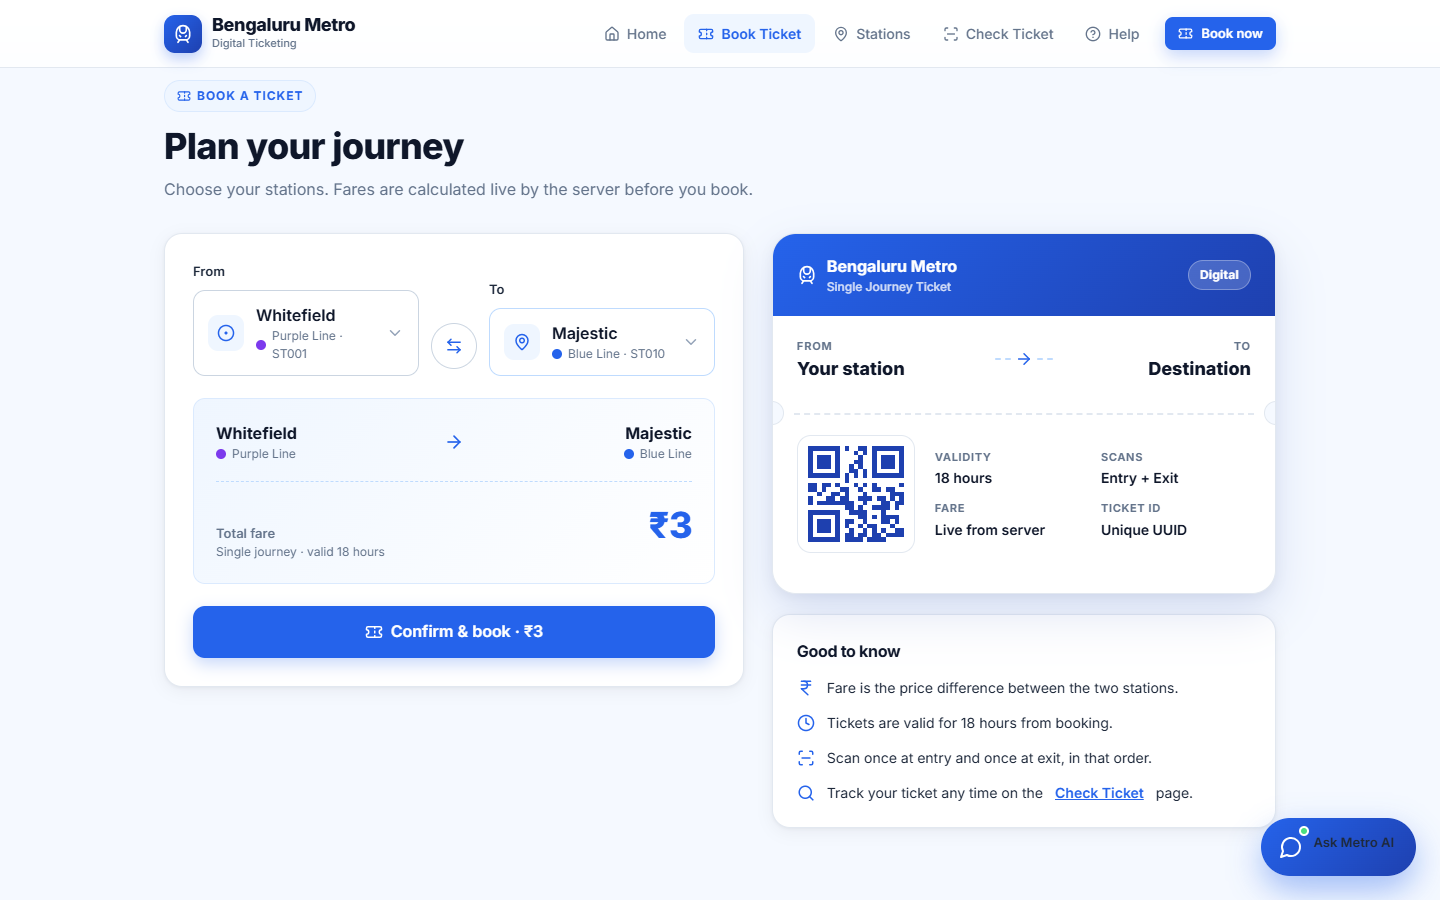 Bengaluru Metro
Digital Ticketing
Home
Book Ticket
Stations
Check Ticket
Help
Book now
BOOK A TICKET
Plan your journey
Choose your stations. Fares are calculated live by the server before you book.
From
Whitefield
Purple Line ·
ST001
To
Majestic
Blue Line · ST010
Whitefield
Purple Line
Majestic
Blue Line
Total fare
Single journey · valid 18 hours
₹3
Confirm & book · ₹3
Bengaluru Metro
Single Journey Ticket
Digital
FROM
Your station
TO
Destination
VALIDITY
18 hours
SCANS
Entry + Exit
FARE
Live from server
TICKET ID
Unique UUID
Good to know
Fare is the price difference between the two stations.
Tickets are valid for 18 hours from booking.
Scan once at entry and once at exit, in that order.
Track your ticket any time on the Check Ticket page.
Ask Metro AI